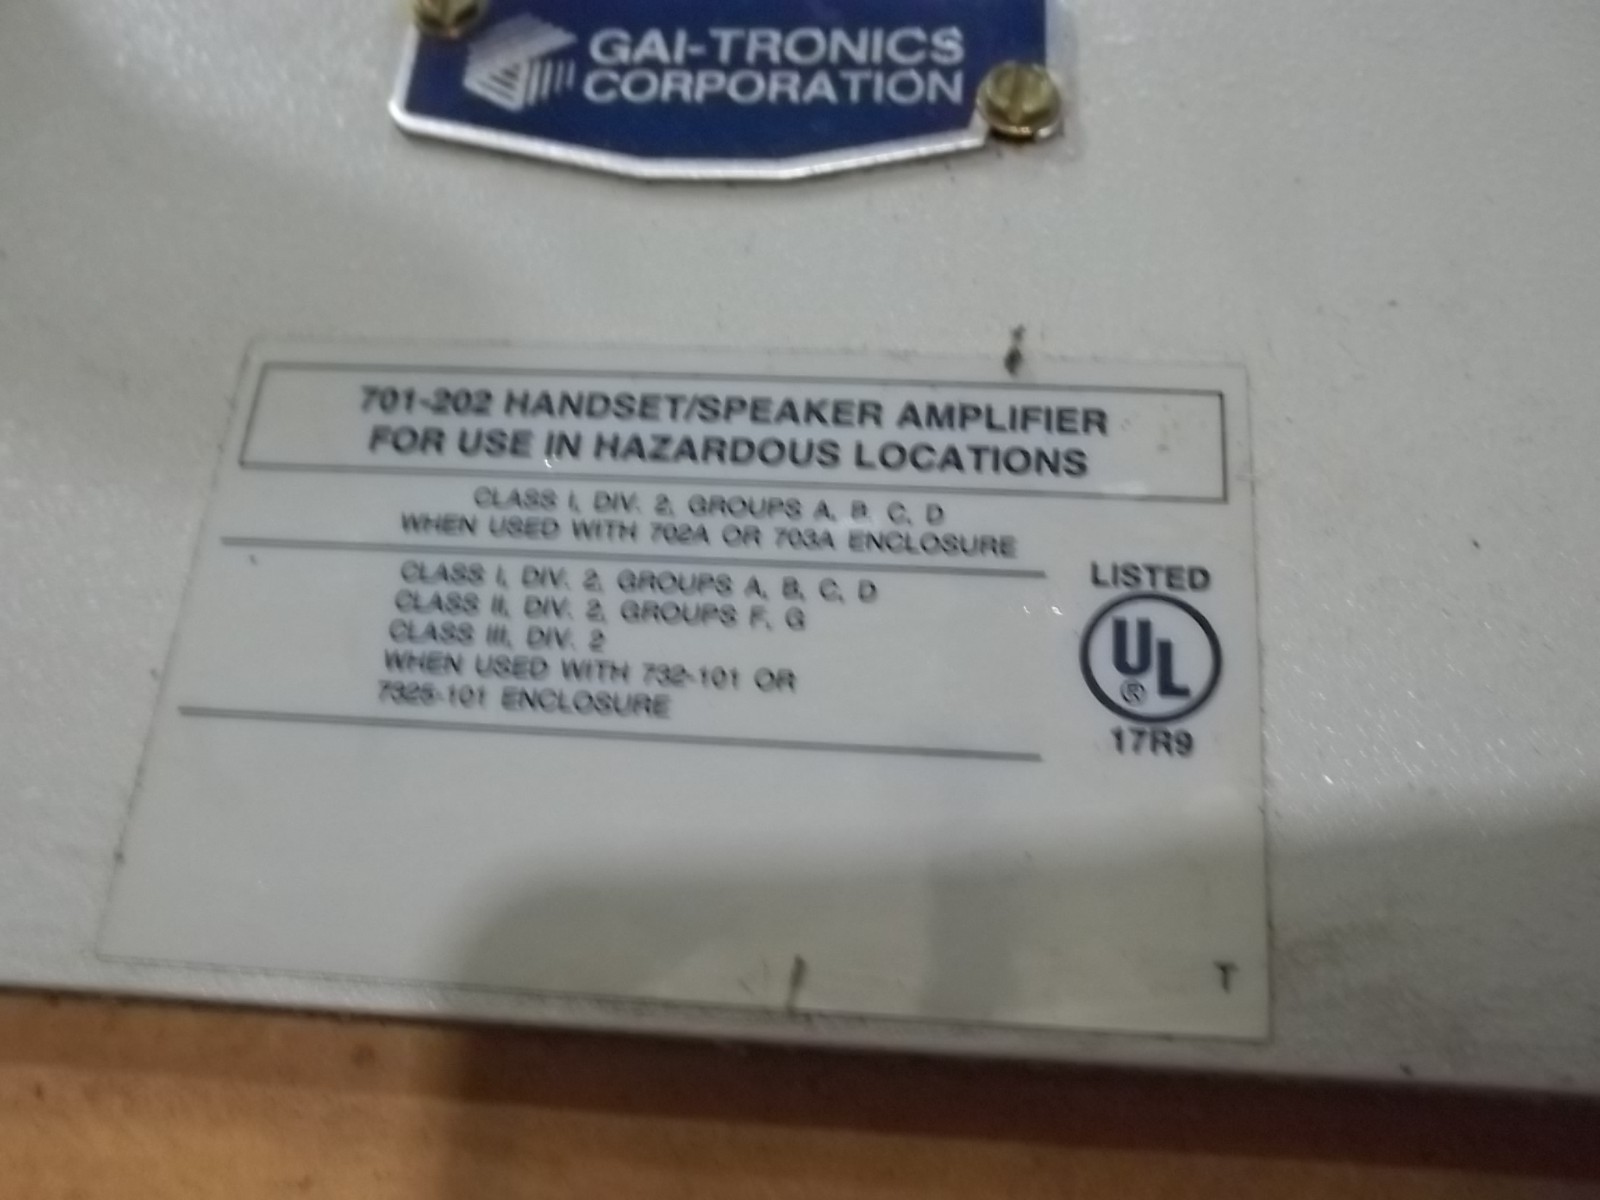 GAI-TRONICS
CORPORATION
701-202 HANDSET/SPEAKER AMPLIFIER
FOR USE IN HAZARDOUS LOCATIONS
CLASS I, DIV. 2, GROUPS A, B, C, D
WHEN USED WITH 702A OR 703A ENCLOSURE
CLASS I, DIV. 2, GROUPS A, B, C, D
CLASS II, DIV. 2, GROUPS F, G
CLASS III, DIV. 2
WHEN USED WITH 732-101 OR
7325-101 ENCLOSURE
LISTED
UL
®
17R9
T